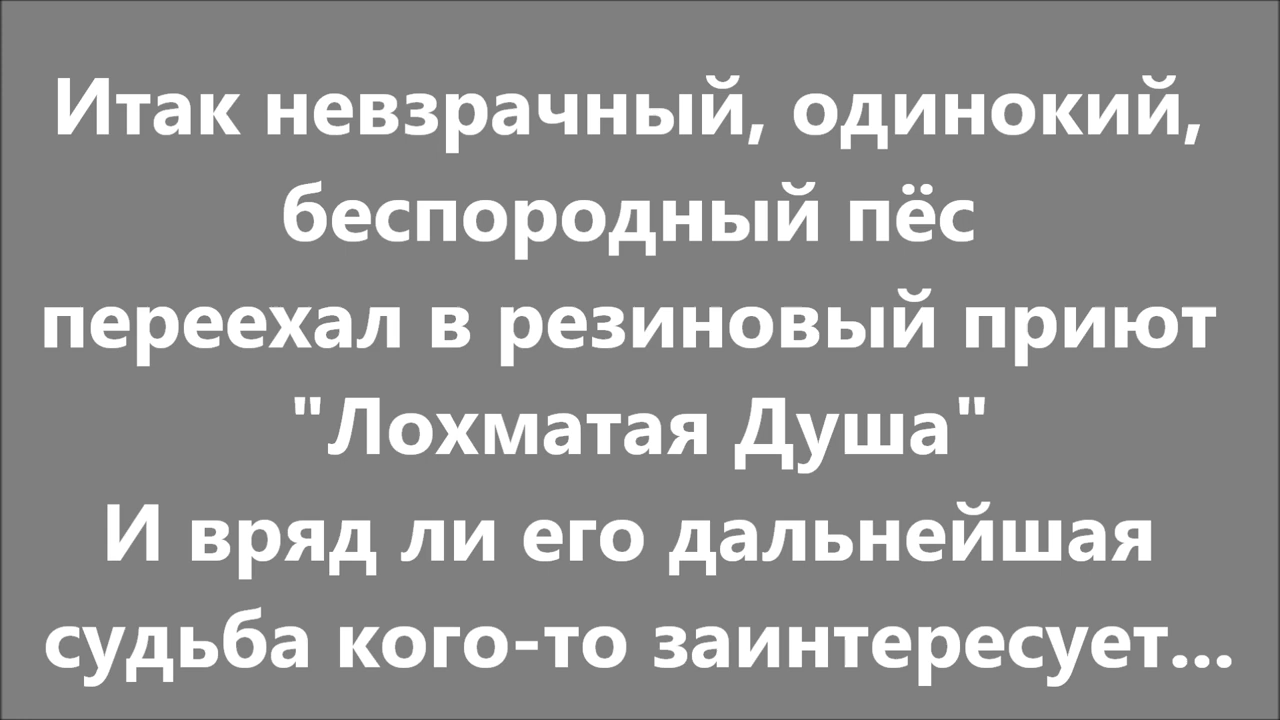 Итак невзрачный, одинокий,
беспородный пёс
переехал в резиновый приют
"Лохматая Душа"
И вряд ли его дальнейшая
судьба кого-то заинтересует...